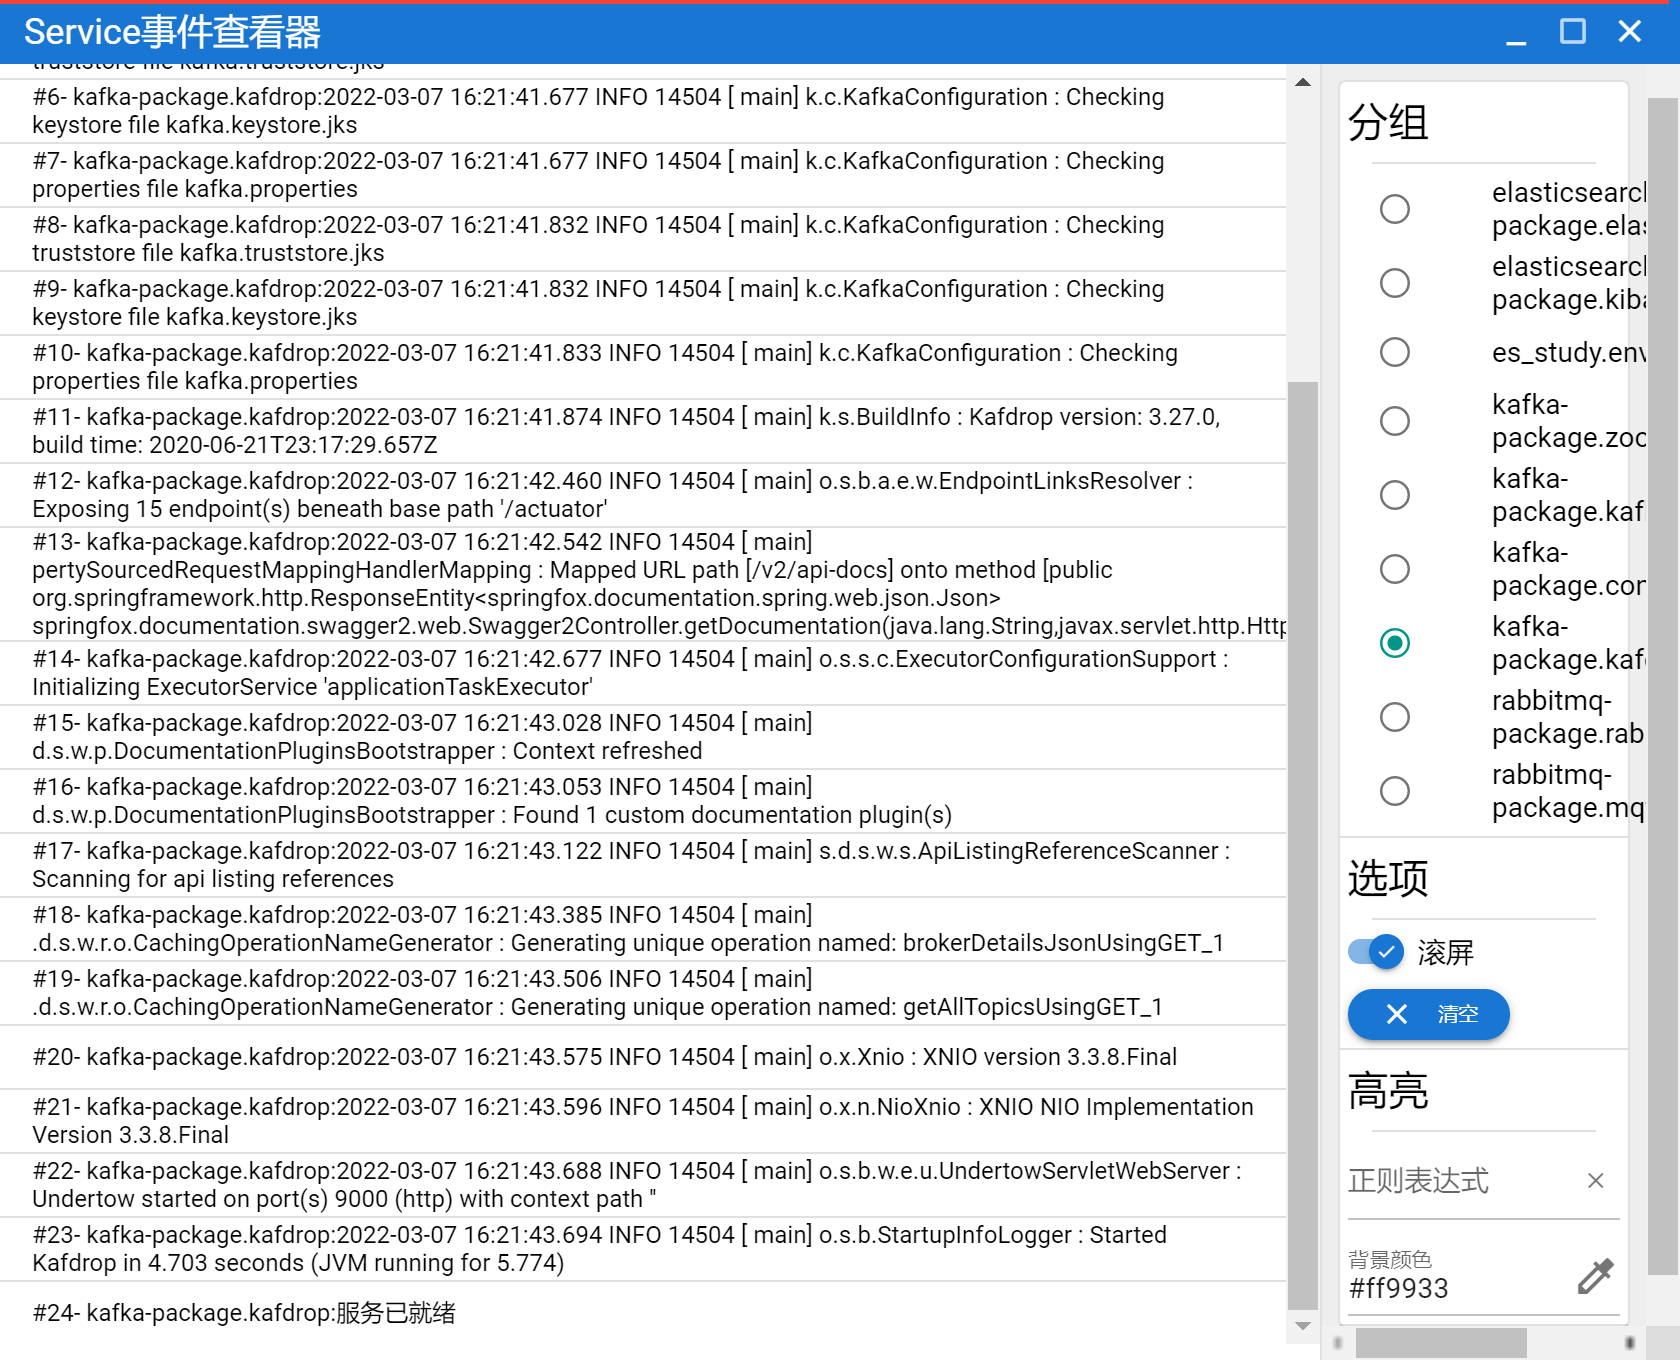 Service事件查看器
truststore file kafka.truststore.jks
#6- kafka-package.kafdrop:2022-03-07 16:21:41.677 INFO 14504 [ main] k.c.KafkaConfiguration : Checking
keystore file kafka.keystore.jks
#7- kafka-package.kafdrop:2022-03-07 16:21:41.677 INFO 14504 [ main] k.c.KafkaConfiguration : Checking
properties file kafka.properties
#8- kafka-package.kafdrop:2022-03-07 16:21:41.832 INFO 14504 [ main] k.c.KafkaConfiguration : Checking
truststore file kafka.truststore.jks
#9- kafka-package.kafdrop:2022-03-07 16:21:41.832 INFO 14504 [ main] k.c.KafkaConfiguration : Checking
keystore file kafka.keystore.jks
#10- kafka-package.kafdrop:2022-03-07 16:21:41.833 INFO 14504 [ main] k.c.KafkaConfiguration : Checking
properties file kafka.properties
#11- kafka-package.kafdrop:2022-03-07 16:21:41.874 INFO 14504 [ main] k.s.BuildInfo : Kafdrop version: 3.27.0,
build time: 2020-06-21T23:17:29.657Z
#12- kafka-package.kafdrop:2022-03-07 16:21:42.460 INFO 14504 [ main] o.s.b.a.e.w.EndpointLinksResolver :
Exposing 15 endpoint(s) beneath base path '/actuator'
#13- kafka-package.kafdrop:2022-03-07 16:21:42.542 INFO 14504 [ main]
pertySourcedRequestMappingHandlerMapping : Mapped URL path [/v2/api-docs] onto method [public
org.springframework.http.ResponseEntity<springfox.documentation.spring.web.json.Json>
springfox.documentation.swagger2.web.Swagger2Controller.getDocumentation(java.lang.String,javax.servlet.http.Http
#14- kafka-package.kafdrop:2022-03-07 16:21:42.677 INFO 14504 [ main] o.s.s.c.ExecutorConfigurationSupport :
Initializing ExecutorService 'applicationTaskExecutor'
#15- kafka-package.kafdrop:2022-03-07 16:21:43.028 INFO 14504 [ main]
d.s.w.p.DocumentationPluginsBootstrapper : Context refreshed
#16- kafka-package.kafdrop:2022-03-07 16:21:43.053 INFO 14504 [ main]
d.s.w.p.DocumentationPluginsBootstrapper : Found 1 custom documentation plugin(s)
#17- kafka-package.kafdrop:2022-03-07 16:21:43.122 INFO 14504 [ main] s.d.s.w.s.ApiListingReferenceScanner :
Scanning for api listing references
#18- kafka-package.kafdrop:2022-03-07 16:21:43.385 INFO 14504 [ main]
.d.s.w.r.o.CachingOperationNameGenerator : Generating unique operation named: brokerDetailsJsonUsingGET_1
#19- kafka-package.kafdrop:2022-03-07 16:21:43.506 INFO 14504 [ main]
.d.s.w.r.o.CachingOperationNameGenerator : Generating unique operation named: getAllTopicsUsingGET_1
#20- kafka-package.kafdrop:2022-03-07 16:21:43.575 INFO 14504 [ main] o.x.Xnio : XNIO version 3.3.8.Final
#21- kafka-package.kafdrop:2022-03-07 16:21:43.596 INFO 14504 [ main] o.x.n.NioXnio : XNIO NIO Implementation
Version 3.3.8.Final
#22- kafka-package.kafdrop:2022-03-07 16:21:43.688 INFO 14504 [ main] o.s.b.w.e.u.UndertowServletWebServer :
Undertow started on port(s) 9000 (http) with context path ''
#23- kafka-package.kafdrop:2022-03-07 16:21:43.694 INFO 14504 [ main] o.s.b.StartupInfoLogger : Started
Kafdrop in 4.703 seconds (JVM running for 5.774)
#24- kafka-package.kafdrop:服务已就绪
分组
elasticsearch
package.elas
elasticsearch
package.kiba
es_study.env
kafka-
package.zoo
kafka-
package.kaf
kafka-
package.con
kafka-
package.kafd
rabbitmq-
package.rab
rabbitmq-
package.mq
选项
滚屏
清空
高亮
正则表达式
背景颜色
#ff9933